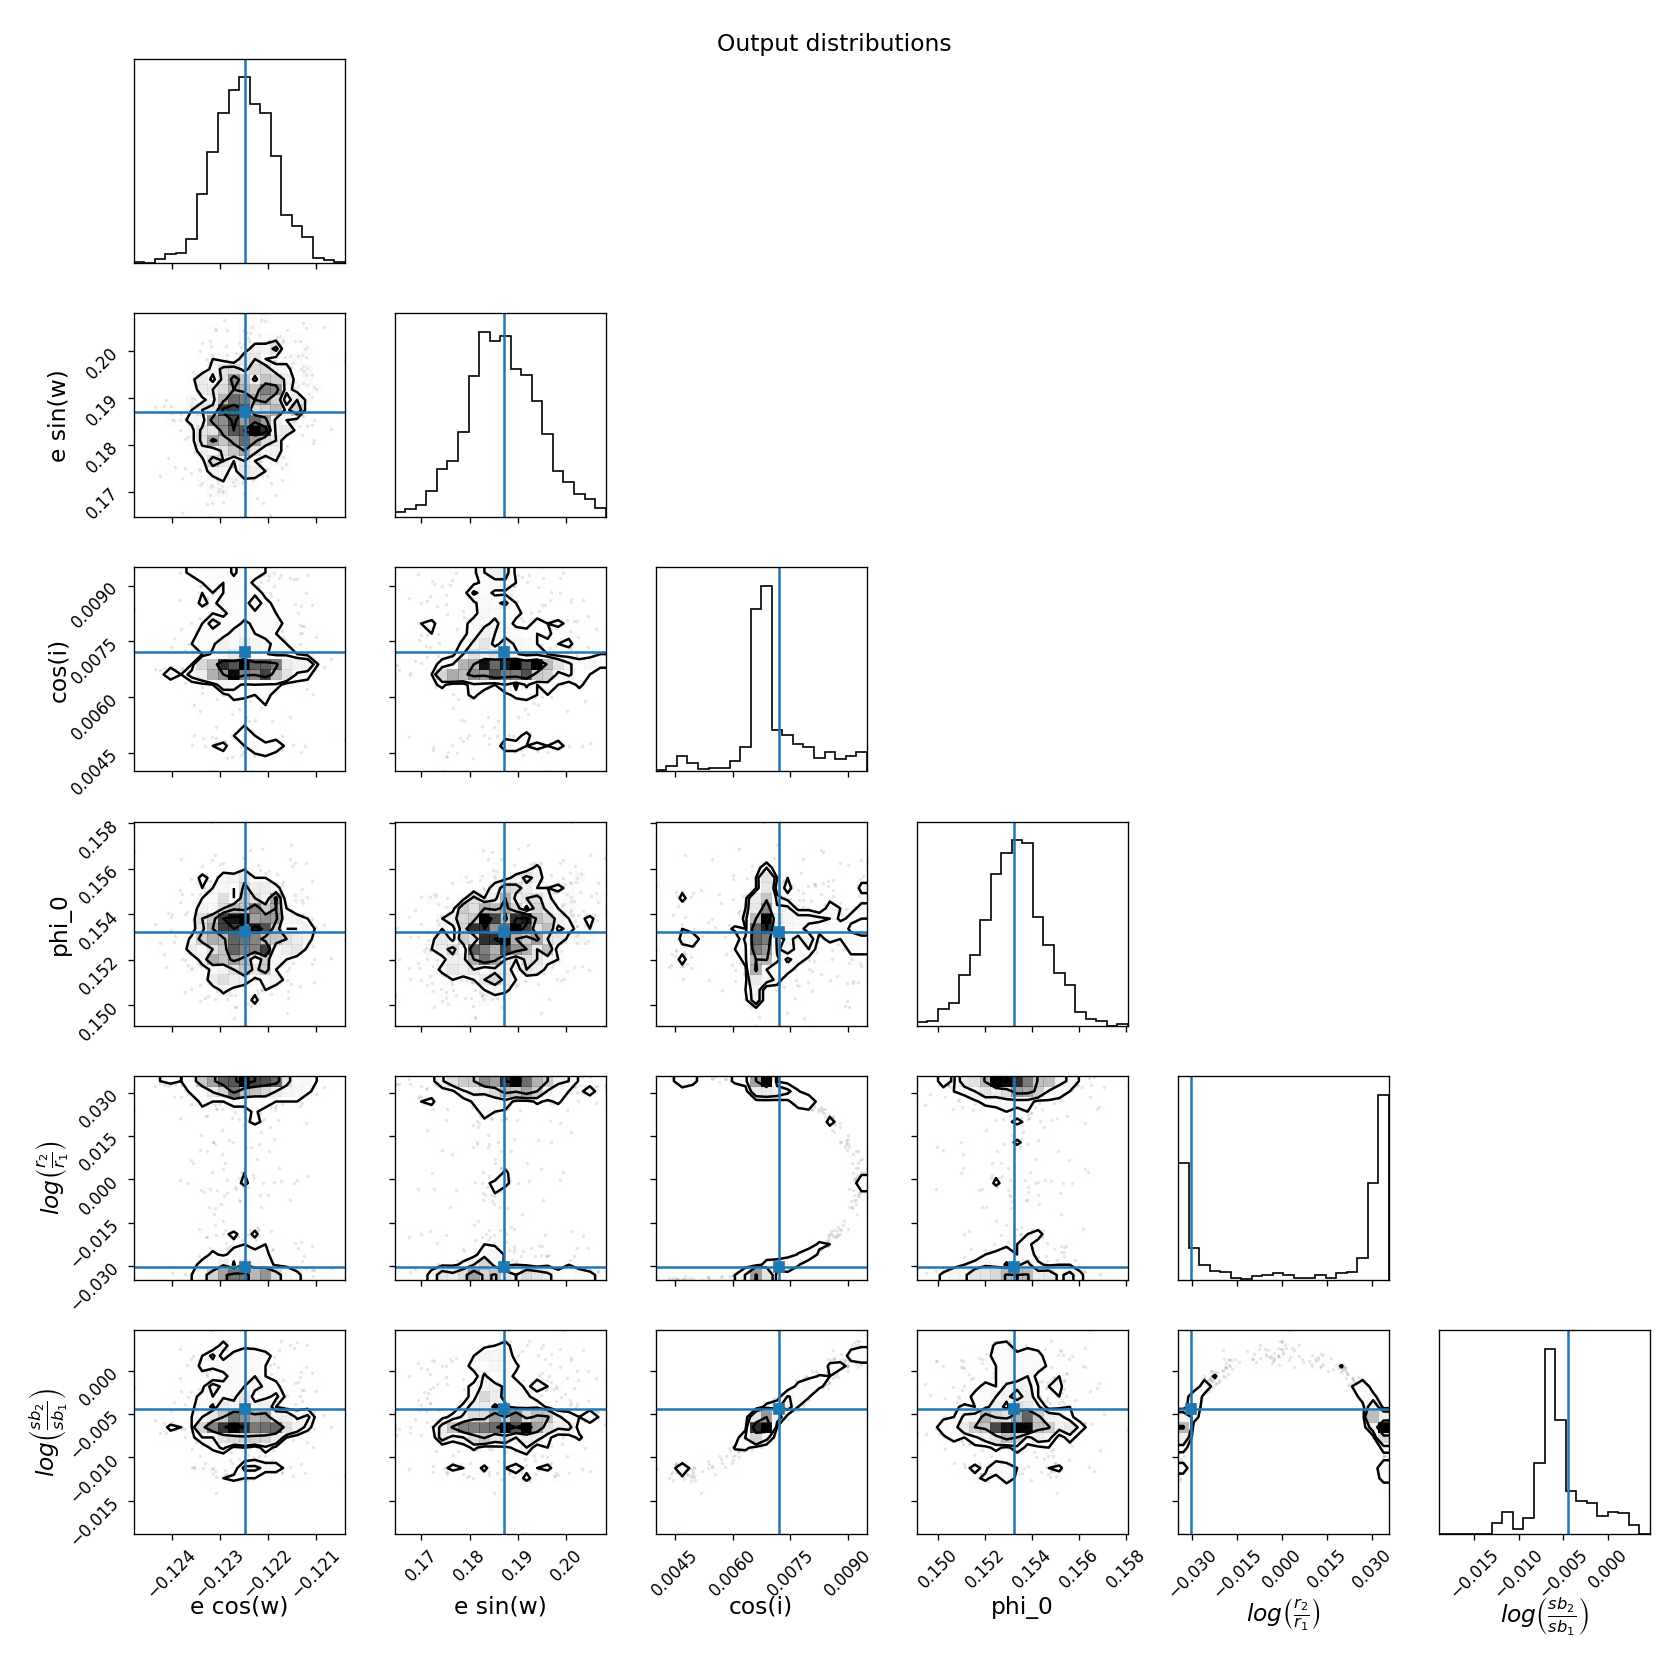 Output distributions
0.20
0.19
0.18
0.17
e sin(w)
0.0090
0.0075
0.0060
0.0045
cos(i)
0.158
0.156
0.154
0.152
0.150
phi_0
0.030
0.015
0.000
−0.015
−0.030
log(r2/r1)
0.000
−0.005
−0.010
−0.015
log(sb2/sb1)
−0.124 −0.123 −0.122 −0.121
0.17 0.18 0.19 0.20
0.0045 0.0060 0.0075 0.0090
0.150 0.152 0.154 0.156 0.158
−0.030 −0.015 0.000 0.015 0.030
−0.015 −0.010 −0.005 0.000
e cos(w)
e sin(w)
cos(i)
phi_0
log(r2/r1)
log(sb2/sb1)